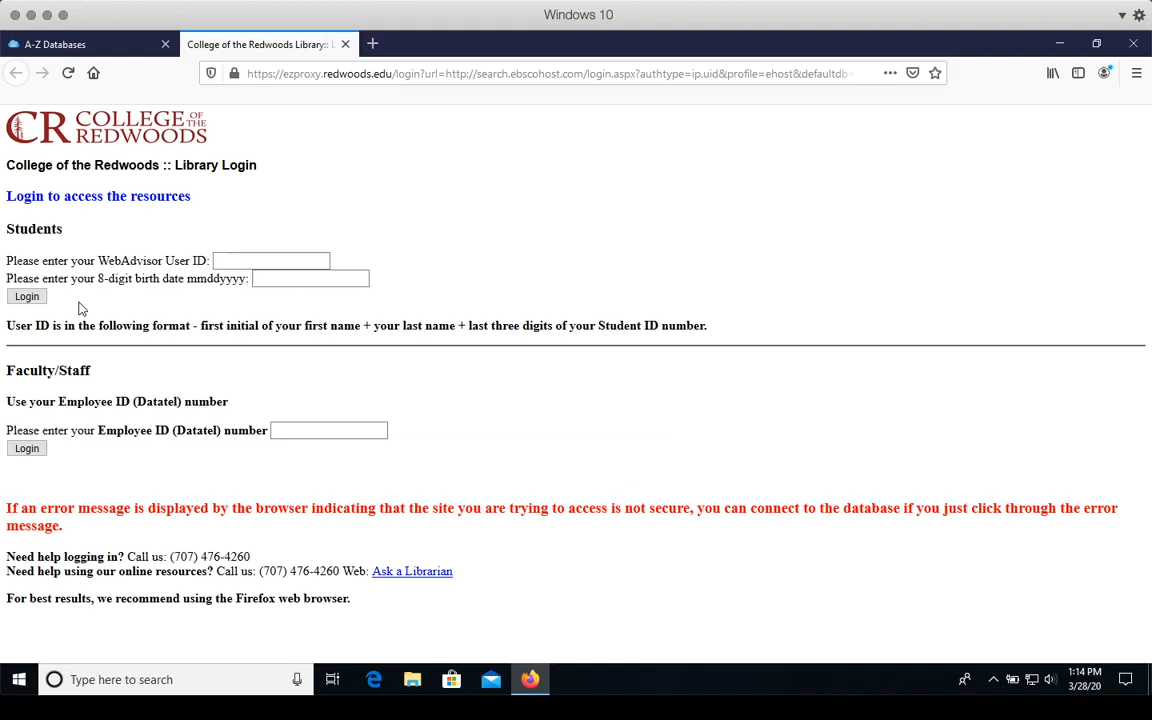 Windows 10
A-Z Databases
College of the Redwoods Library:: L
https://ezproxy.redwoods.edu/login?url=http://search.ebscohost.com/login.aspx?authtype=ip,uid&profile=ehost&defaultdb=
CR COLLEGE OF THE REDWOODS
College of the Redwoods :: Library Login
Login to access the resources
Students
Please enter your WebAdvisor User ID:
Please enter your 8-digit birth date mmddyyyy:
Login
User ID is in the following format - first initial of your first name + your last name + last three digits of your Student ID number.
Faculty/Staff
Use your Employee ID (Datatel) number
Please enter your Employee ID (Datatel) number
Login
If an error message is displayed by the browser indicating that the site you are trying to access is not secure, you can connect to the database if you just click through the error
message.
Need help logging in? Call us: (707) 476-4260
Need help using our online resources? Call us: (707) 476-4260 Web: Ask a Librarian
For best results, we recommend using the Firefox web browser.
Type here to search
1:14 PM
3/28/20